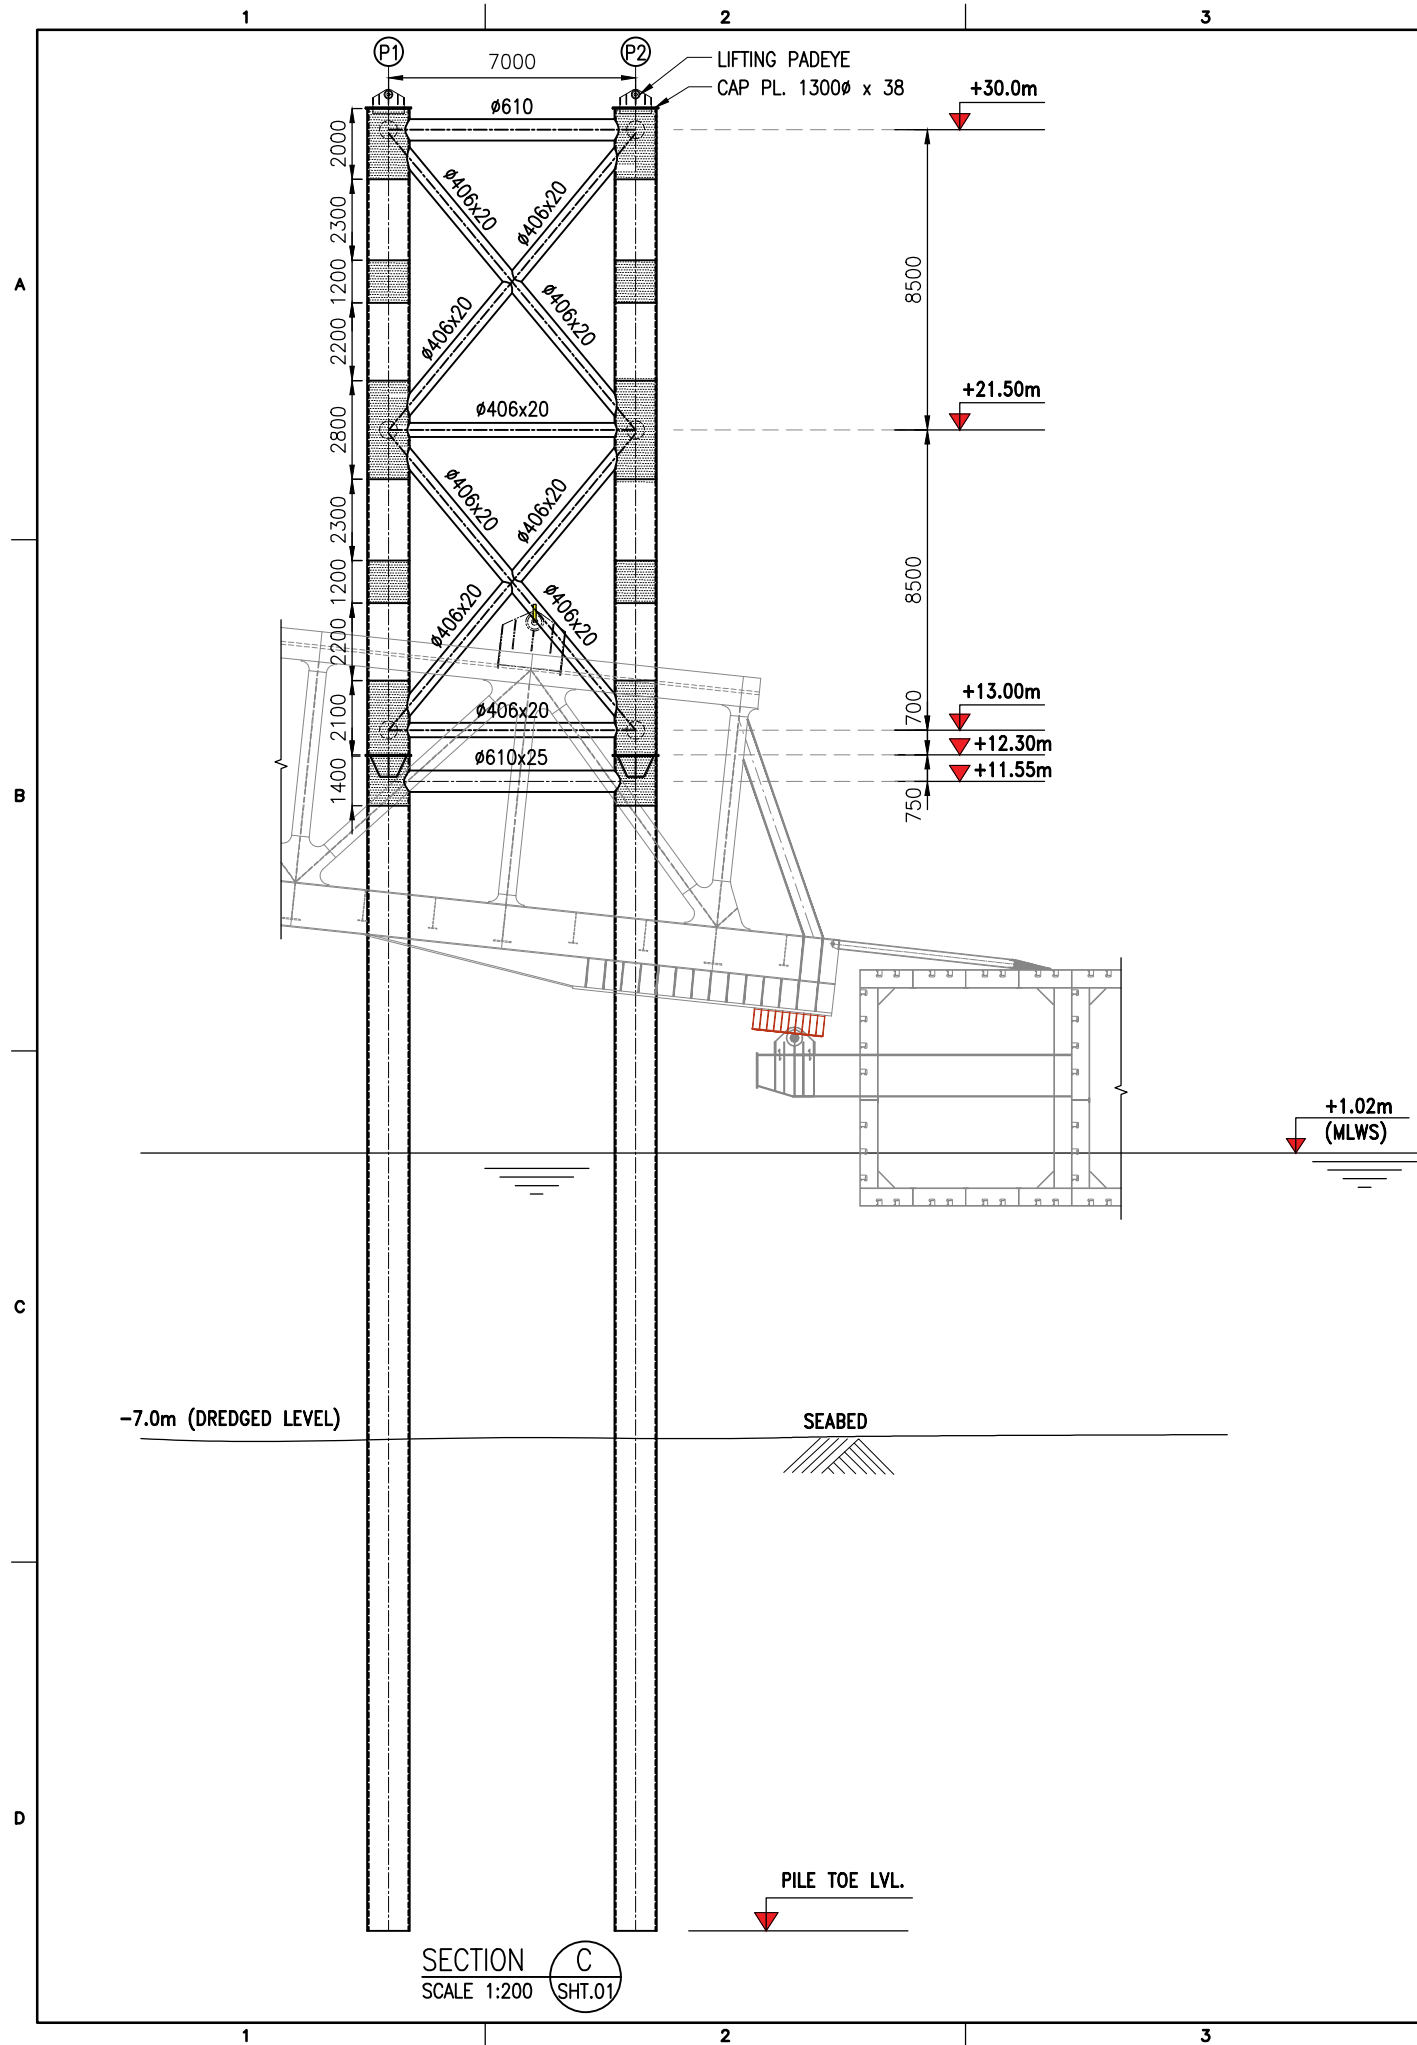 1
2
3
P1
7000
P2
LIFTING PADEYE
CAP PL. 1300ø x 38
+30.0m
ø610
2000
ø406x20
ø406x20
2300
A
1200
8500
2200
ø406x20
ø406x20
+21.50m
2800
ø406x20
ø406x20
ø406x20
2300
8500
1200
ø406x20
ø406x20
2200
+13.00m
2100
ø406x20
700
+12.30m
ø610x25
+11.55m
B
1400
750
+1.02m
(MLWS)
C
-7.0m (DREDGED LEVEL)
SEABED
D
PILE TOE LVL.
SECTION
C
SCALE 1:200
SHT.01
1
2
3